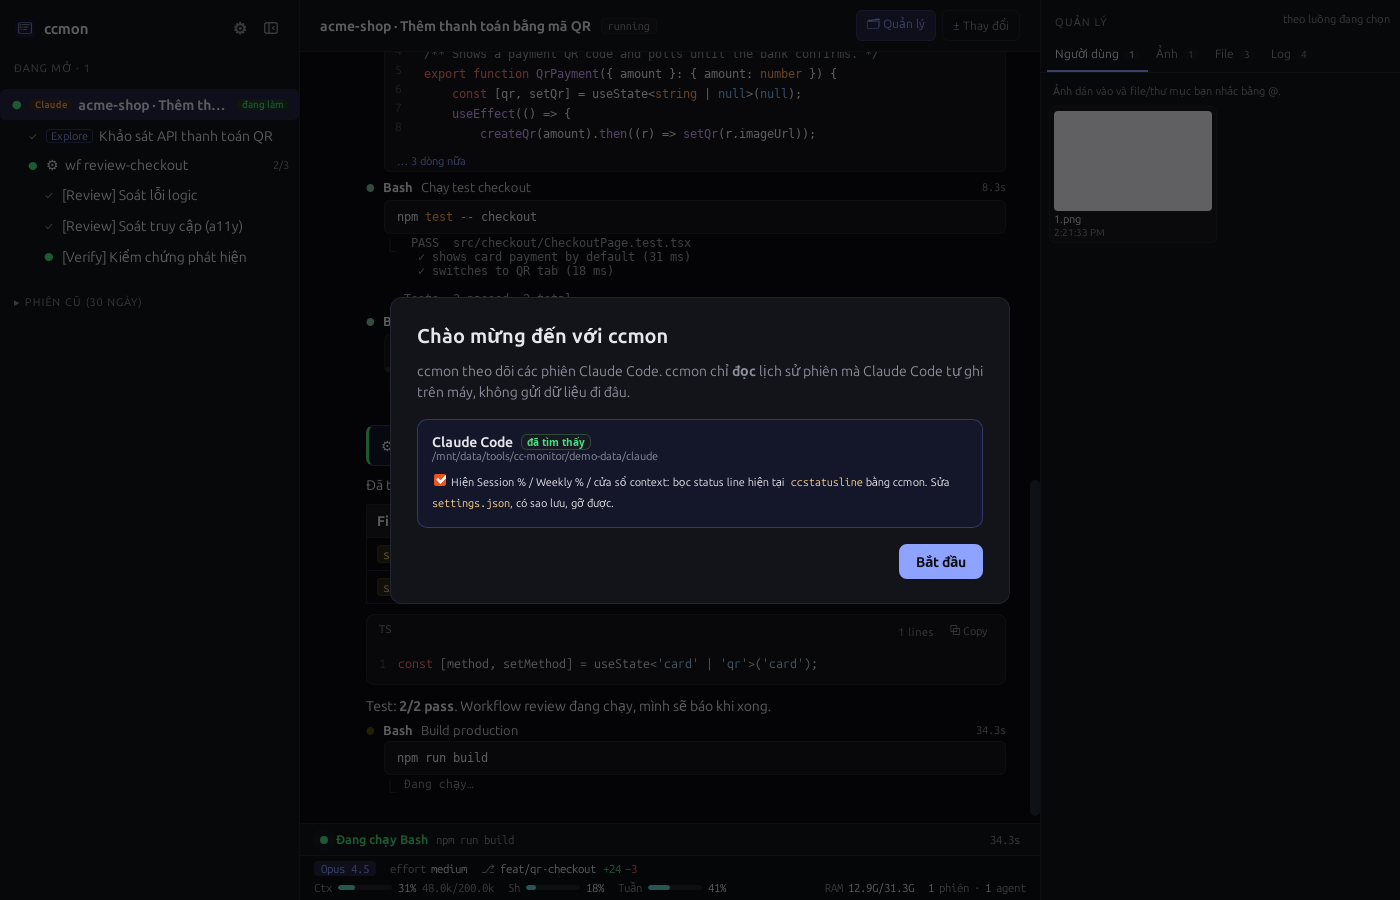 ccmon
ĐANG MỞ · 1
Claude acme-shop · Thêm th... đang làm
✓ Explore Khảo sát API thanh toán QR
wf review-checkout 2/3
✓ [Review] Soát lỗi logic
✓ [Review] Soát truy cập (a11y)
[Verify] Kiểm chứng phát hiện
▸ PHIÊN CŨ (30 NGÀY)
acme-shop · Thêm thanh toán bằng mã QR running
Quản lý
± Thay đổi
/** Shows a payment QR code and polls until the bank confirms. */
5 export function QrPayment({ amount }: { amount: number }) {
6 const [qr, setQr] = useState<string | null>(null);
7 useEffect(() => {
8 createQr(amount).then((r) => setQr(r.imageUrl));
... 3 dòng nữa
Bash Chạy test checkout 8.3s
npm test -- checkout
PASS src/checkout/CheckoutPage.test.tsx
✓ shows card payment by default (31 ms)
✓ switches to QR tab (18 ms)
Chào mừng đến với ccmon
ccmon theo dõi các phiên Claude Code. ccmon chỉ đọc lịch sử phiên mà Claude Code tự ghi
trên máy, không gửi dữ liệu đi đâu.
Claude Code đã tìm thấy
/mnt/data/tools/cc-monitor/demo-data/claude
Hiện Session % / Weekly % / cửa sổ context: bọc status line hiện tại ccstatusline bằng ccmon. Sửa
settings.json, có sao lưu, gỡ được.
Bắt đầu
TS 1 lines Copy
1 const [method, setMethod] = useState<'card' | 'qr'>('card');
Test: 2/2 pass. Workflow review đang chạy, mình sẽ báo khi xong.
Bash Build production 34.3s
npm run build
Đang chạy…
Đang chạy Bash npm run build 34.3s
Opus 4.5 effort medium feat/qr-checkout +24 −3
Ctx 31% 48.0k/200.0k 5h 18% Tuần 41% RAM 12.9G/31.3G 1 phiên · 1 agent
QUẢN LÝ theo luồng đang chọn
Người dùng 1 Ảnh 1 File 3 Log 4
Ảnh dán vào và file/thư mục bạn nhắc bằng @.
1.png
2:21:33 PM